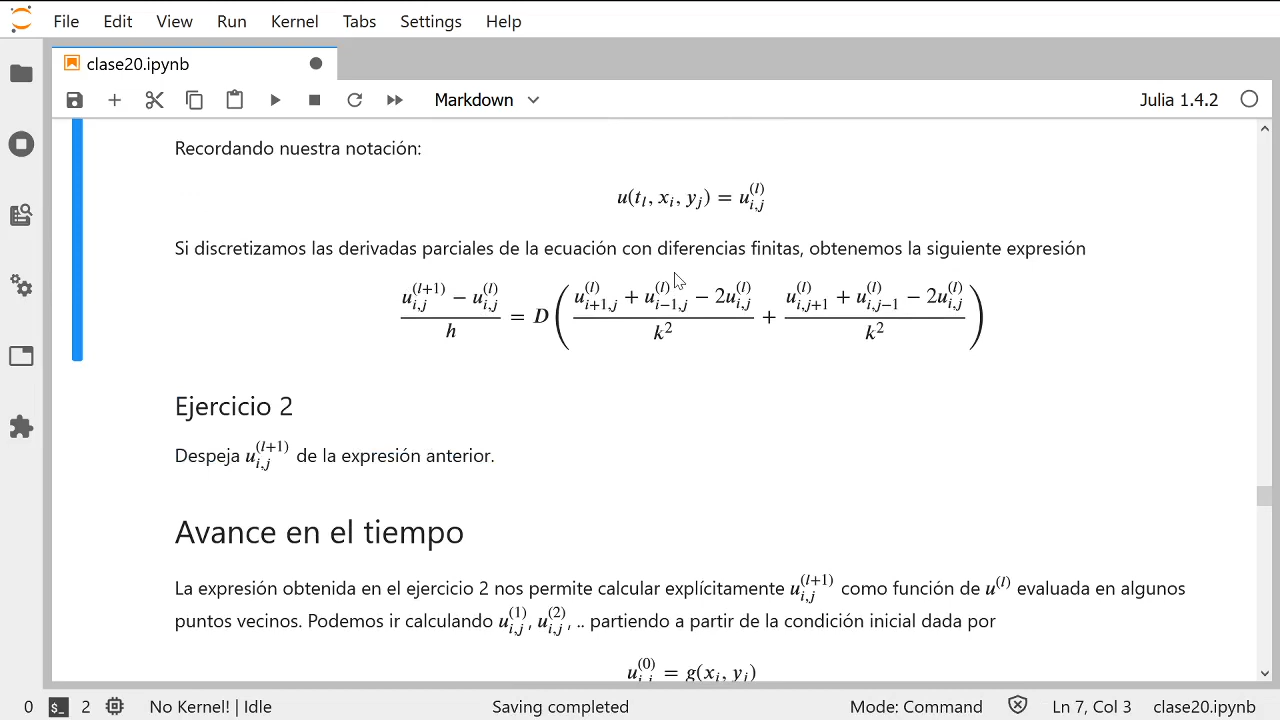 File Edit View Run Kernel Tabs Settings Help
clase20.ipynb
Markdown
Julia 1.4.2
Recordando nuestra notación:
u(t_l, x_i, y_j) = u_{i,j}^{(l)}
Si discretizamos las derivadas parciales de la ecuación con diferencias finitas, obtenemos la siguiente expresión
\frac{u_{i,j}^{(l+1)} − u_{i,j}^{(l)}}{h} = D \left( \frac{u_{i+1,j}^{(l)} + u_{i−1,j}^{(l)} − 2u_{i,j}^{(l)}}{k^2} + \frac{u_{i,j+1}^{(l)} + u_{i,j−1}^{(l)} − 2u_{i,j}^{(l)}}{k^2} \right)
Ejercicio 2
Despeja u_{i,j}^{(l+1)} de la expresión anterior.
Avance en el tiempo
La expresión obtenida en el ejercicio 2 nos permite calcular explícitamente u_{i,j}^{(l+1)} como función de u^{(l)} evaluada en algunos
puntos vecinos. Podemos ir calculando u_{i,j}^{(1)}, u_{i,j}^{(2)}, .. partiendo a partir de la condición inicial dada por
u_{i,j}^{(0)} = g(x_i, y_j)
0 $_ 2 No Kernel! | Idle Saving completed Mode: Command Ln 7, Col 3 clase20.ipynb